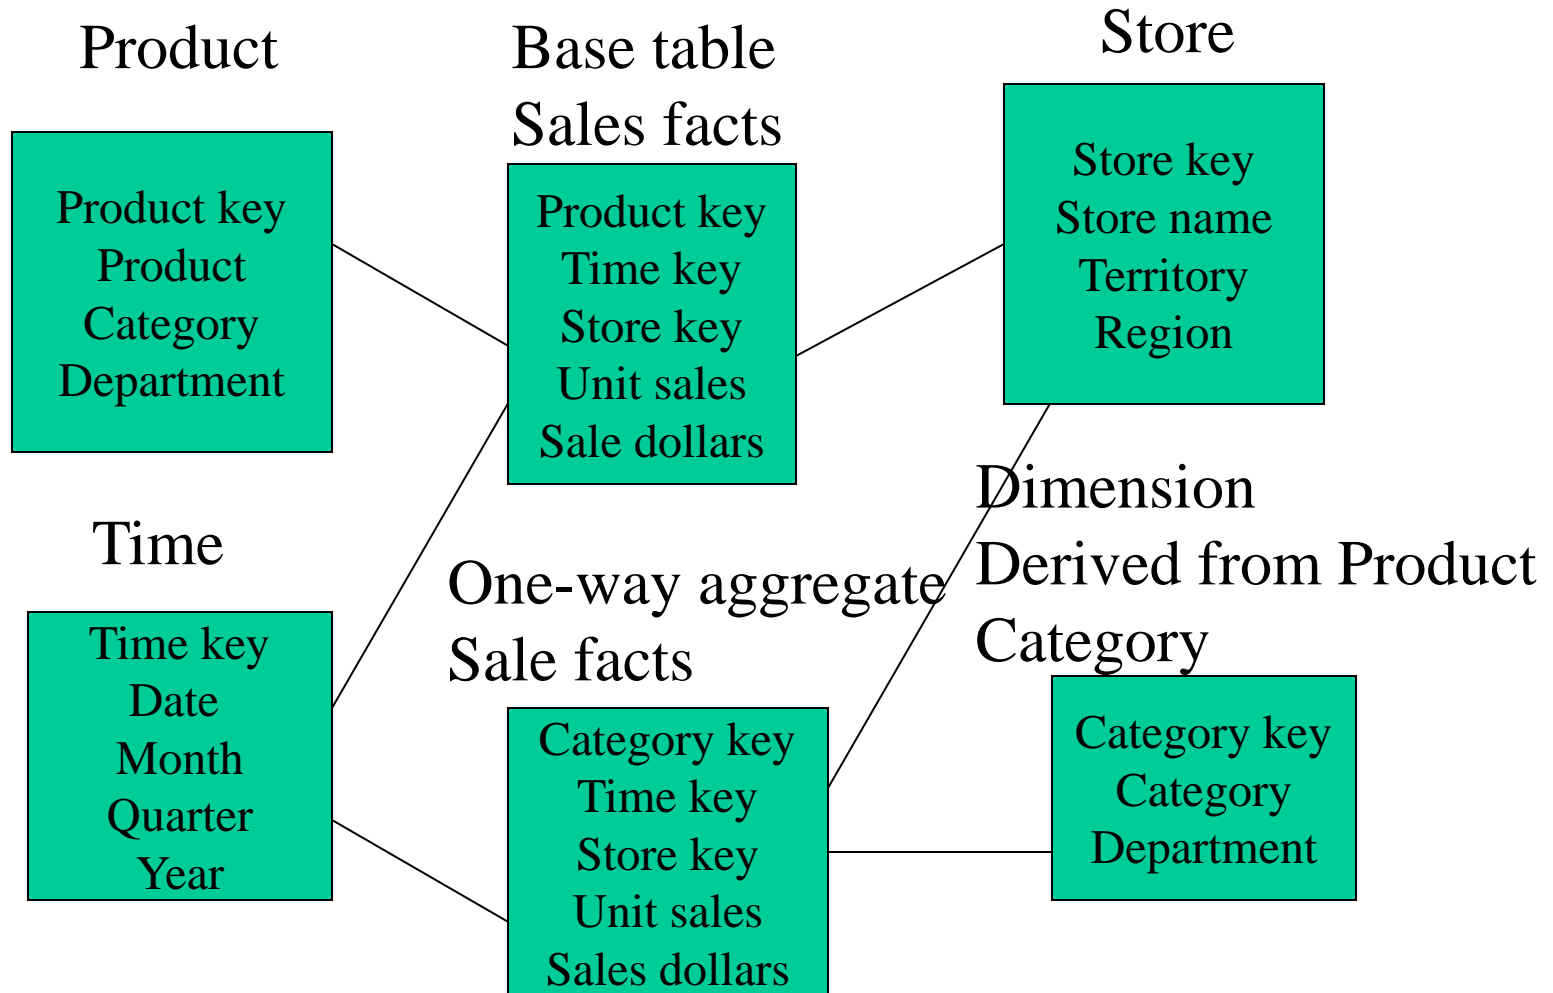 Product
Product key
Product
Category
Department
Base table
Sales facts
Product key
Time key
Store key
Unit sales
Sale dollars
Store
Store key
Store name
Territory
Region
Time
Time key
Date
Month
Quarter
Year
One-way aggregate
Sale facts
Category key
Time key
Store key
Unit sales
Sales dollars
Dimension
Derived from Product
Category
Category key
Category
Department